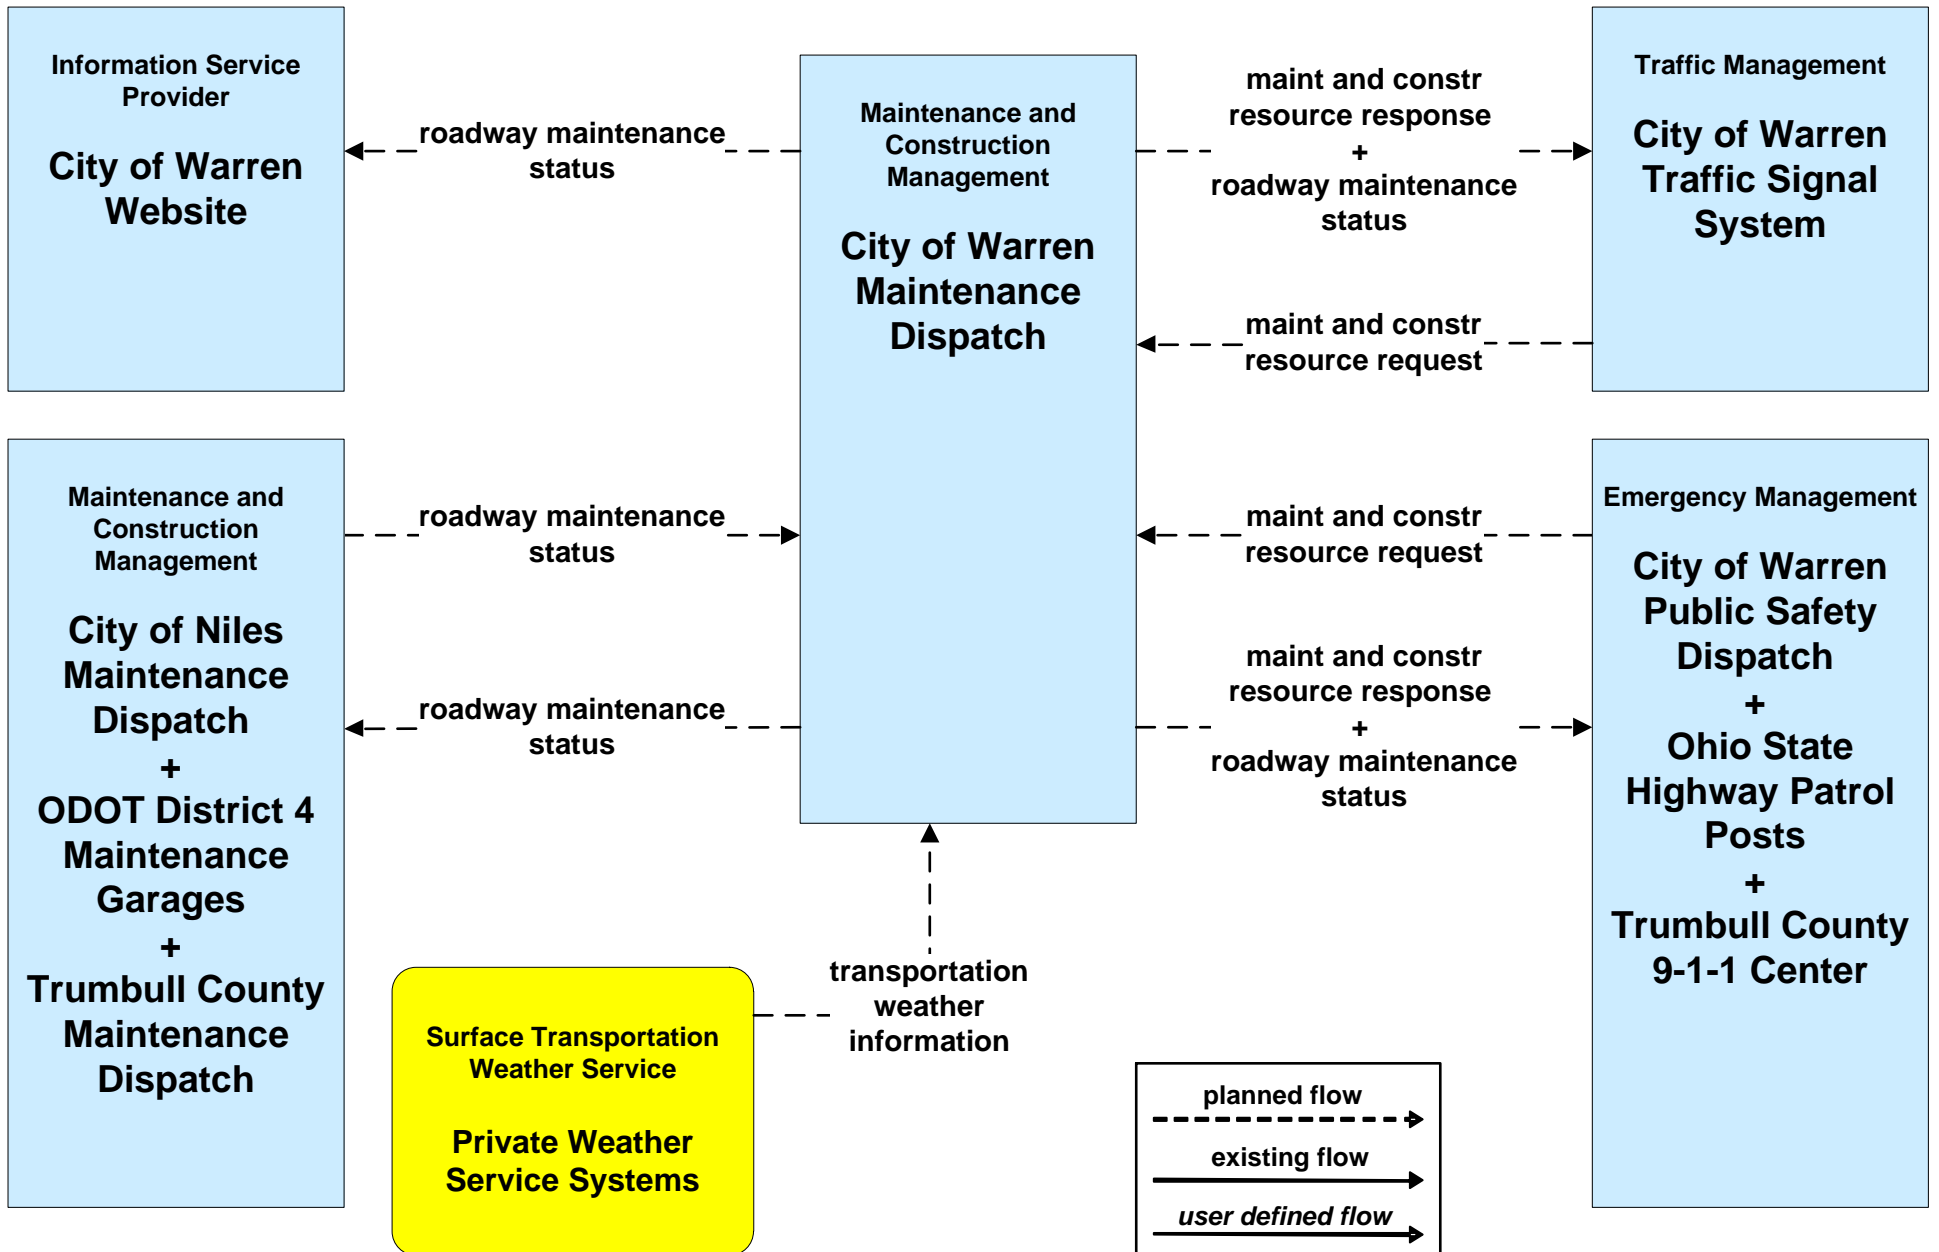 Information Service
Provider
City of Warren
Website
roadway maintenance
status
Maintenance and
Construction
Management
City of Warren
Maintenance
Dispatch
maint and constr
resource response
+
roadway maintenance
status
maint and constr
resource request
Traffic Management
City of Warren
Traffic Signal
System
Maintenance and
Construction
Management
City of Niles
Maintenance
Dispatch
+
ODOT District 4
Maintenance
Garages
+
Trumbull County
Maintenance
Dispatch
roadway maintenance
status
roadway maintenance
status
maint and constr
resource request
maint and constr
resource response
+
roadway maintenance
status
Emergency Management
City of Warren
Public Safety
Dispatch
+
Ohio State
Highway Patrol
Posts
+
Trumbull County
9-1-1 Center
Surface Transportation
Weather Service
Private Weather
Service Systems
transportation
weather
information
planned flow
existing flow
user defined flow